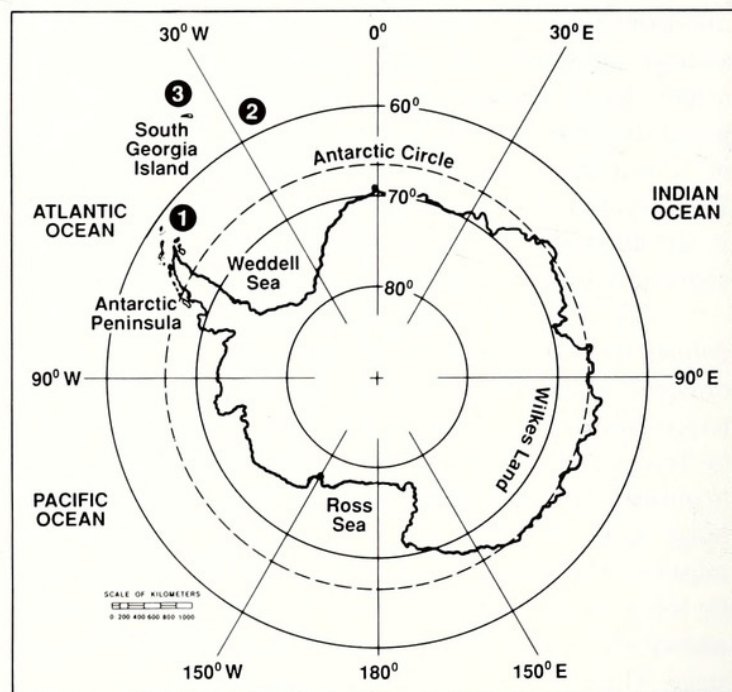 30° W
0°
30° E
3
2
60°
South
Georgia
Island
Antarctic Circle
70°
INDIAN
OCEAN
ATLANTIC
OCEAN
1
Weddell
Sea
80°
Antarctic
Peninsula
90° W
90° E
Wilkes Land
PACIFIC
OCEAN
Ross
Sea
SCALE OF KILOMETERS
0 200 400 600 800 1000
150° W
180°
150° E